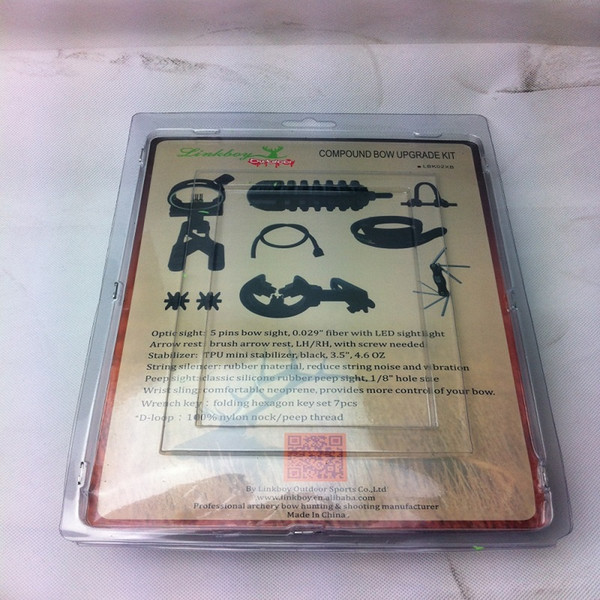 Linkboy
COMPOUND BOW UPGRADE KIT
Optic sight: 5 pins bow sight, 0.029" fiber with LED sight light
Arrow rest: brush arrow rest, LH/RH, with screw needed
Stabilizer: TPU mini stabilizer, black, 3.5", 4.6 OZ
String silencer: rubber material, reduce string noise and vibration
Peep sight: classic silicone rubber peep sight, 1/8" hole size
Wrist sling: comfortable neoprene, provides more control of your bow.
Wrench key: folding hexagon key set 7pcs
*D-loop : 100% nylon nock/peep thread
By Linkboy Outdoor Sports Co.,Ltd
www.linkboy.en.alibaba.com
Professional archery bow hunting & shooting manufacturer
Made In China